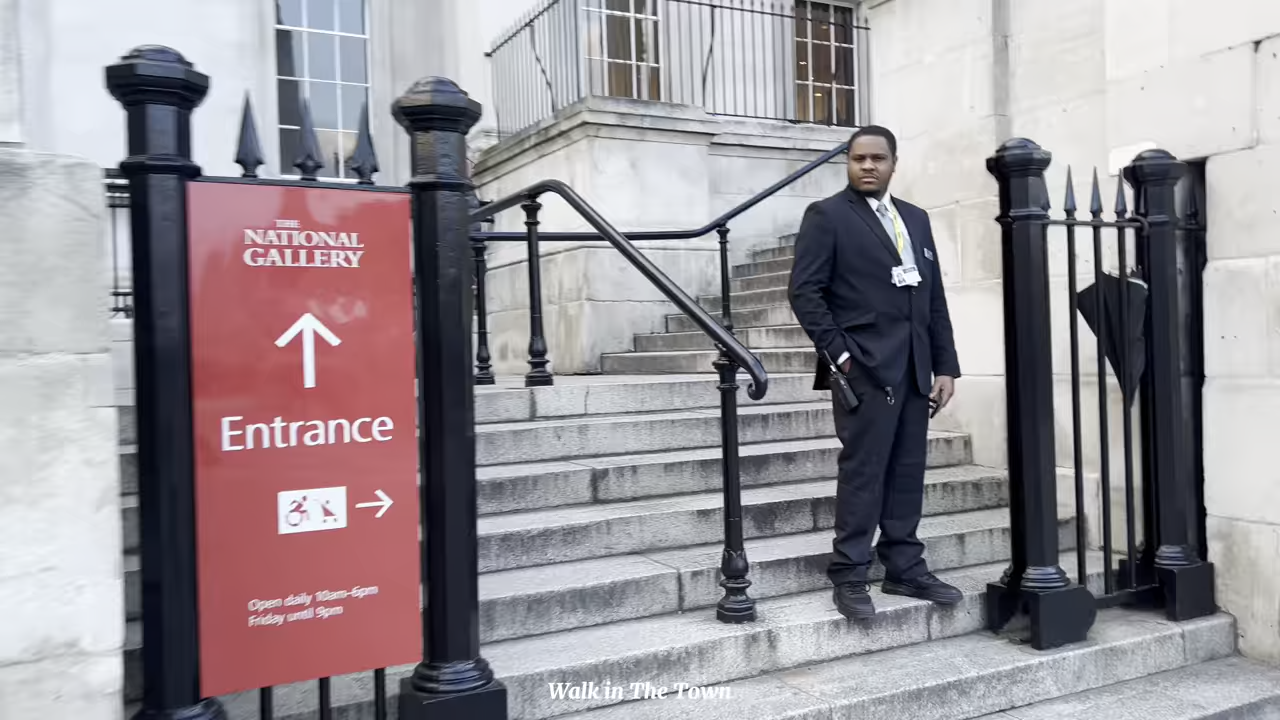 THE
NATIONAL
GALLERY
Entrance
Open daily 10am-6pm
Friday until 9pm
Walk in The Town